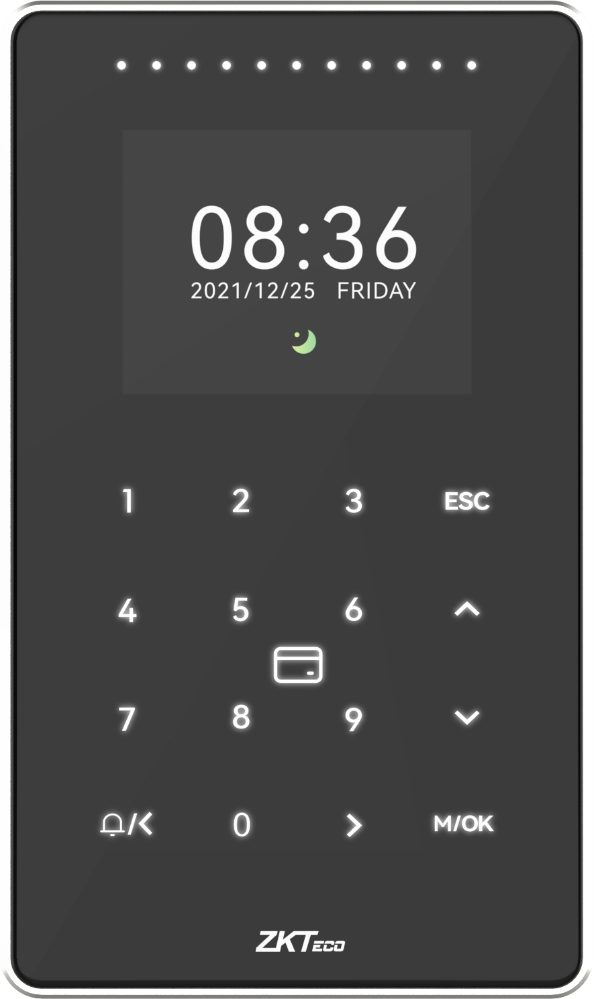 08:36
2021/12/25 FRIDAY
1 2 3 ESC
4 5 6
7 8 9
/< 0 > M/OK
ZKTECO